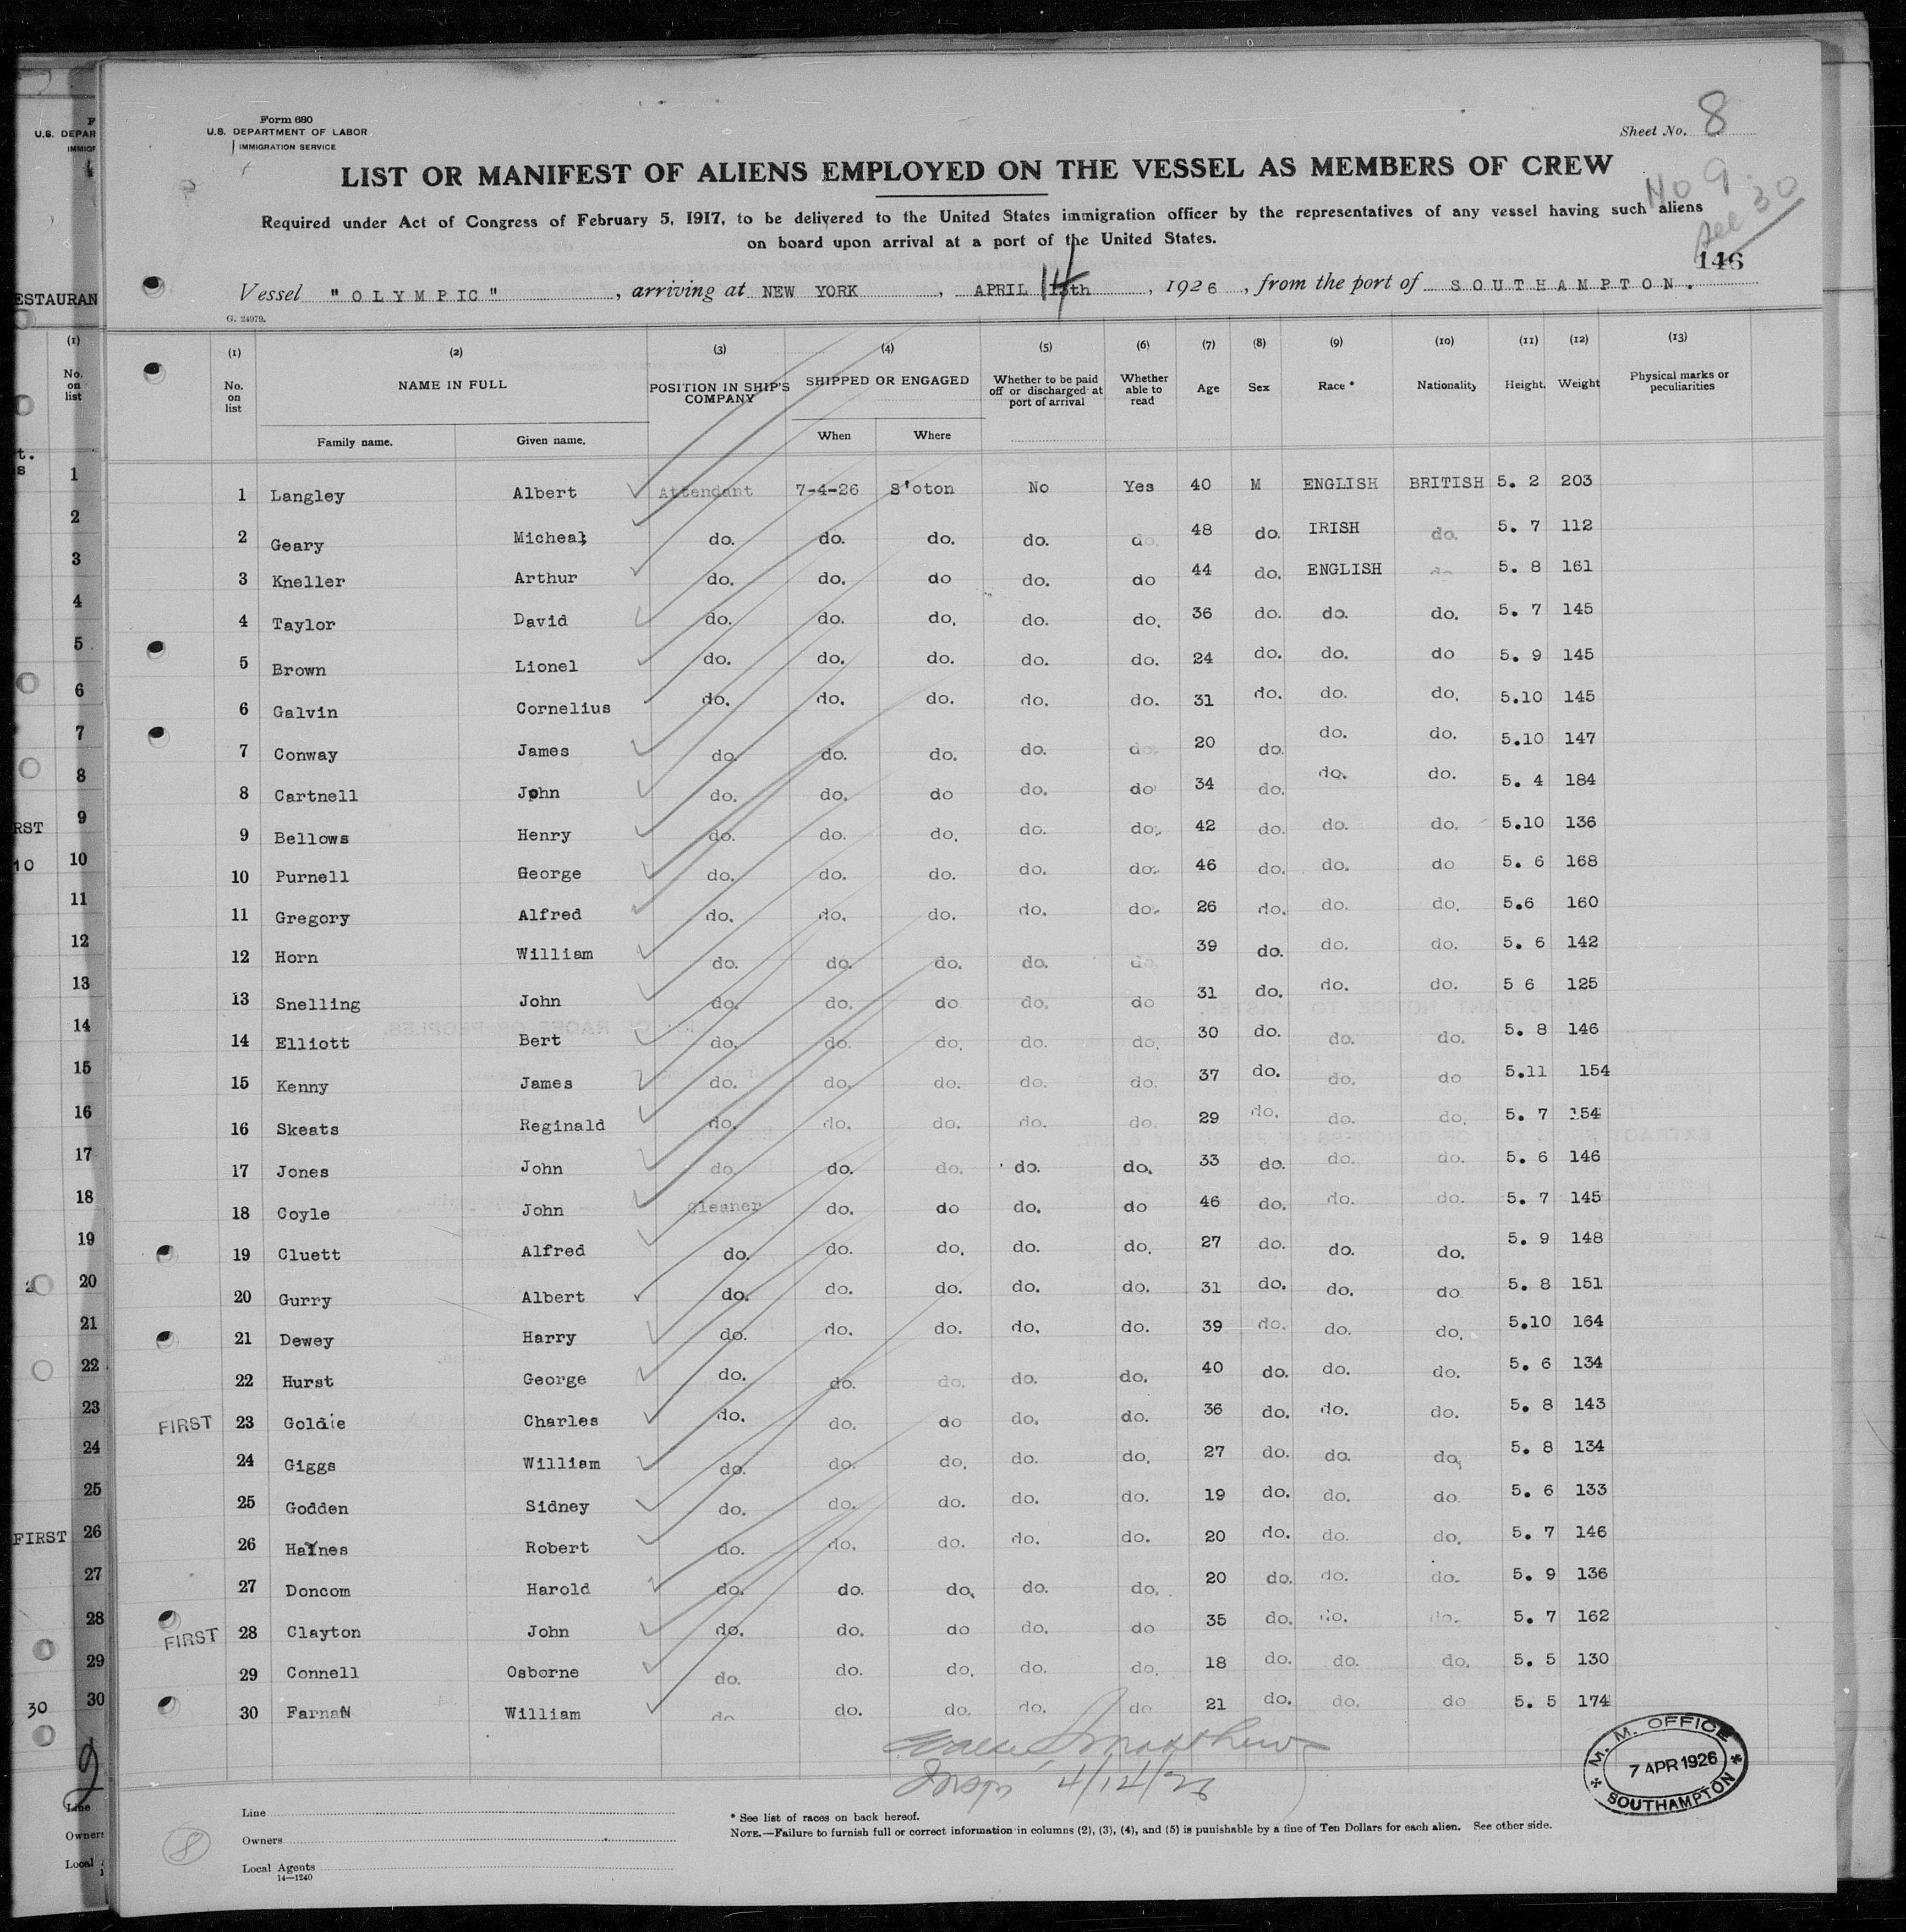 Form 680
U.S. DEPARTMENT OF LABOR
IMMIGRATION SERVICE
Sheet No. 8
LIST OR MANIFEST OF ALIENS EMPLOYED ON THE VESSEL AS MEMBERS OF CREW
No 9
30
Required under Act of Congress of February 5, 1917, to be delivered to the United States immigration officer by the representatives of any vessel having such aliens
on board upon arrival at a port of the United States.
146
Vessel "OLYMPIC", arriving at NEW YORK, APRIL 14th, 1926, from the port of SOUTHAMPTON.
G. 24979.
(1) (2) (3) (4) (5) (6) (7) (8) (9) (10) (11) (12) (13)
No. on list NAME IN FULL POSITION IN SHIP'S COMPANY SHIPPED OR ENGAGED Whether to be paid off or discharged at port of arrival Whether able to read Age Sex Race * Nationality Height. Weight Physical marks or peculiarities
Family name. Given name. When Where
1 Langley Albert Attendant 7-4-26 S'oton No Yes 40 M ENGLISH BRITISH 5. 2 203
2 Geary Micheal do. do. do. do. do. 48 do. IRISH do. 5. 7 112
3 Kneller Arthur do. do. do do. do 44 do. ENGLISH do 5. 8 161
4 Taylor David do. do. do. do. do. 36 do. do. do. 5. 7 145
5 Brown Lionel do. do. do. do. do. 24 do. do. do 5. 9 145
6 Galvin Cornelius do. do. do. do. do. 31 do. do. do. 5.10 145
7 Conway James do. do. do. do. do. 20 do. do. do. 5.10 147
8 Cartnell John do. do. do do. do 34 do. do. do. 5. 4 184
9 Bellows Henry do. do. do. do. do. 42 do. do. do. 5.10 136
10 Purnell George do. do. do. do. do. 46 do. do. do 5. 6 168
11 Gregory Alfred do. do. do. do. do. 26 do. do. do. 5.6 160
12 Horn William do. do. do. do. do. 39 do. do. do. 5. 6 142
13 Snelling John do. do. do do. do 31 do. do. do. 5 6 125
14 Elliott Bert do. do. do. do. do. 30 do. do. do. 5. 8 146
15 Kenny James do. do. do. do. do. 37 do. do. do 5.11 154
16 Skeats Reginald do. do. do. do. do. 29 do. do. do. 5. 7 154
17 Jones John do. do. do. do. do. 33 do. do. do. 5. 6 146
18 Coyle John Cleaner do. do do. do 46 do. do. do. 5. 7 145
19 Cluett Alfred do. do. do. do. do. 27 do. do. do. 5. 9 148
20 Gurry Albert do. do. do. do. do. 31 do. do. do 5. 8 151
21 Dewey Harry do. do. do. do. do. 39 do. do. do. 5.10 164
22 Hurst George do. do. do. do. do. 40 do. do. do. 5. 6 134
FIRST 23 Goldie Charles do. do. do do. do. 36 do. do. do. 5. 8 143
24 Giggs William do. do. do. do. do. 27 do. do. do. 5. 8 134
25 Godden Sidney do. do. do. do. do. 19 do. do. do 5. 6 133
26 Haynes Robert do. do. do. do. do. 20 do. do. do. 5. 7 146
27 Doncom Harold do. do. do. do. do. 20 do. do. do. 5. 9 136
FIRST 28 Clayton John do. do. do do. do 35 do. do. do. 5. 7 162
29 Connell Osborne do. do. do. do. do. 18 do. do. do. 5. 5 130
30 Farnan William do do. do. do. do 21 do. do. do 5. 5 174
Matthews
Insp 4/14/26
M. M. OFFICE
7 APR 1926
SOUTHAMPTON
Line
Owners
Local Agents
14—1240
8
* See list of races on back hereof.
NOTE.—Failure to furnish full or correct information in columns (2), (3), (4), and (5) is punishable by a fine of Ten Dollars for each alien. See other side.